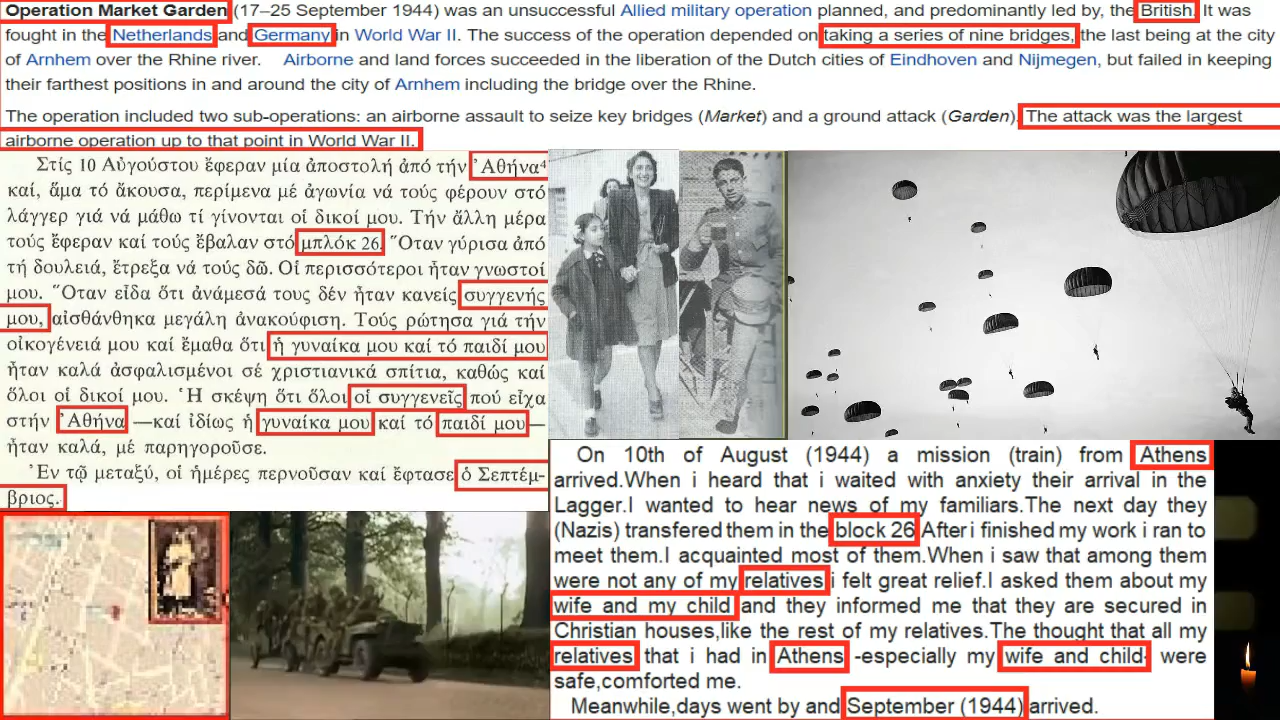 Operation Market Garden (17–25 September 1944) was an unsuccessful Allied military operation planned, and predominantly led by, the British. It was
fought in the Netherlands and Germany in World War II. The success of the operation depended on taking a series of nine bridges, the last being at the city
of Arnhem over the Rhine river. Airborne and land forces succeeded in the liberation of the Dutch cities of Eindhoven and Nijmegen, but failed in keeping
their farthest positions in and around the city of Arnhem including the bridge over the Rhine.
The operation included two sub-operations: an airborne assault to seize key bridges (Market) and a ground attack (Garden). The attack was the largest
airborne operation up to that point in World War II.
Στίς 10 Αὐγούστου ἔφεραν μία ἀποστολή ἀπό τήν Ἀθήνα⁴
καί, ἅμα τό ἄκουσα, περίμενα μέ ἀγωνία νά τούς φέρουν στό
λάγγερ γιά νά μάθω τί γίνονται οἱ δικοί μου. Τήν ἄλλη μέρα
τούς ἔφεραν καί τούς ἔβαλαν στό μπλόκ 26. Ὅταν γύρισα ἀπό
τή δουλειά, ἔτρεξα νά τούς δῶ. Οἱ περισσότεροι ἦταν γνωστοί
μου. Ὅταν εἶδα ὅτι ἀνάμεσά τους δέν ἦταν κανείς συγγενής
μου, αἰσθάνθηκα μεγάλη ἀνακούφιση. Τούς ρώτησα γιά τήν
οἰκογένειά μου καί ἔμαθα ὅτι ἡ γυναίκα μου καί τό παιδί μου
ἦταν καλά ἀσφαλισμένοι σέ χριστιανικά σπίτια, καθώς καί
ὅλοι οἱ δικοί μου. Ἡ σκέψη ὅτι ὅλοι οἱ συγγενεῖς πού εἶχα
στήν Ἀθήνα —καί ἰδίως ἡ γυναίκα μου καί τό παιδί μου—
ἦταν καλά, μέ παρηγοροῦσε.
Ἐν τῷ μεταξύ, οἱ ἡμέρες περνοῦσαν καί ἔφτασε ὁ Σεπτέμ-
βριος.
On 10th of August (1944) a mission (train) from Athens
arrived.When i heard that i waited with anxiety their arrival in the
Lagger.I wanted to hear news of my familiars.The next day they
(Nazis) transfered them in the block 26 After i finished my work i ran to
meet them.I acquainted most of them.When i saw that among them
were not any of my relatives i felt great relief.I asked them about my
wife and my child and they informed me that they are secured in
Christian houses,like the rest of my relatives.The thought that all my
relatives that i had in Athens -especially my wife and child- were
safe,comforted me.
Meanwhile,days went by and September (1944) arrived.